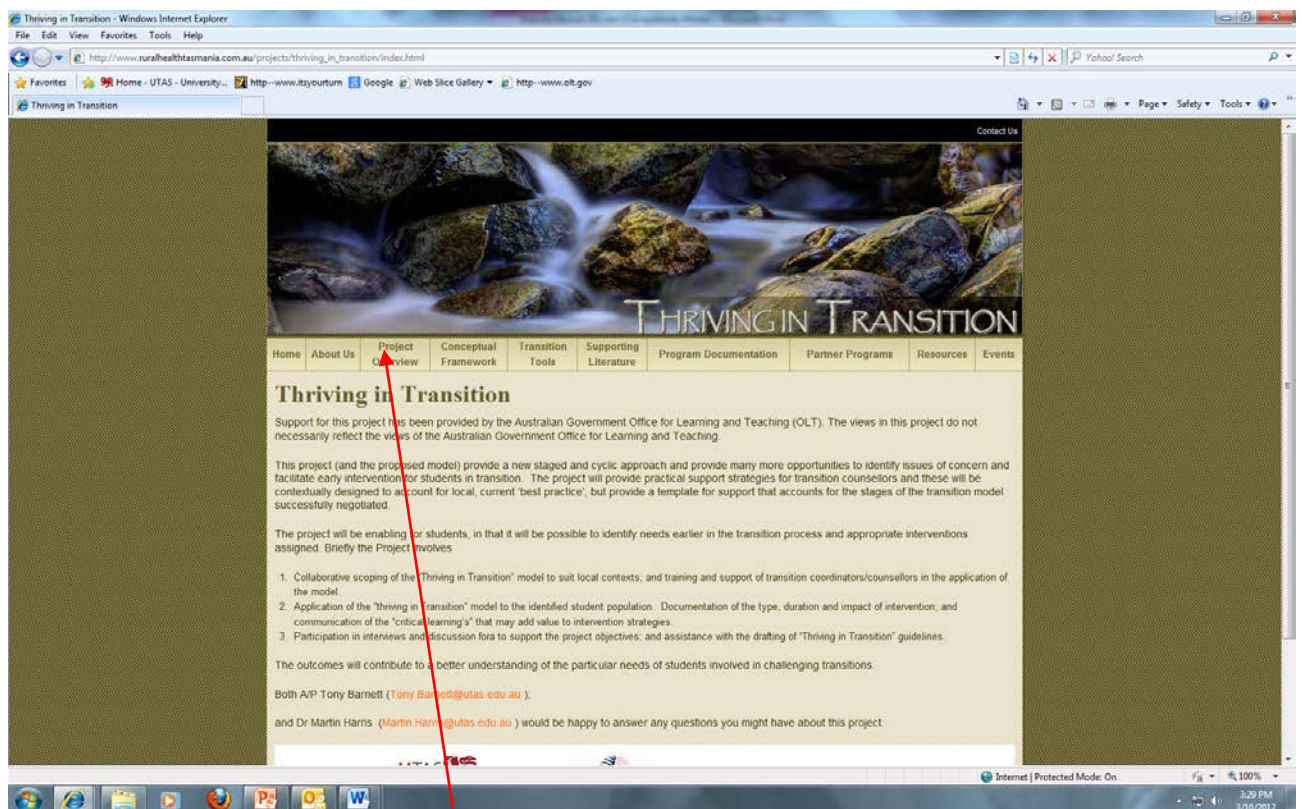 Thriving in Transition - Windows Internet Explorer
File Edit View Favorites Tools Help
http://www.ruralhealthtasmania.com.au/projects/thriving_in_transition/index.html
Yahoo! Search
Favorites
Home - UTAS - University...
http--www.itsyourturn
Google
Web Slice Gallery
http--www.olt.gov
Thriving in Transition
Page Safety Tools
Contact Us
THRIVING IN TRANSITION
Home
About Us
Project
Overview
Conceptual
Framework
Transition
Tools
Supporting
Literature
Program Documentation
Partner Programs
Resources
Events
Thriving in Transition
Support for this project has been provided by the Australian Government Office for Learning and Teaching (OLT). The views in this project do not
necessarily reflect the views of the Australian Government Office for Learning and Teaching.
This project (and the proposed model) provide a new staged and cyclic approach and provide many more opportunities to identify issues of concern and
facilitate early intervention for students in transition. The project will provide practical support strategies for transition counsellors and these will be
contextually designed to account for local, current 'best practice', but provide a template for support that accounts for the stages of the transition model
successfully negotiated.
The project will be enabling for students, in that it will be possible to identify needs earlier in the transition process and appropriate interventions
assigned. Briefly the Project involves
1. Collaborative scoping of the "Thriving in Transition" model to suit local contexts; and training and support of transition coordinators/counsellors in the application of
the model.
2. Application of the "thriving in Transition" model to the identified student population. Documentation of the type, duration and impact of intervention; and
communication of the "critical learning's" that may add value to intervention strategies.
3. Participation in interviews and discussion fora to support the project objectives; and assistance with the drafting of "Thriving in Transition" guidelines.
The outcomes will contribute to a better understanding of the particular needs of students involved in challenging transitions.
Both A/P Tony Barnett (Tony.Barnett@utas.edu.au );
and Dr Martin Harris (Martin.Harris@utas.edu.au ) would be happy to answer any questions you might have about this project.
Internet | Protected Mode: On
100%
3:29 PM